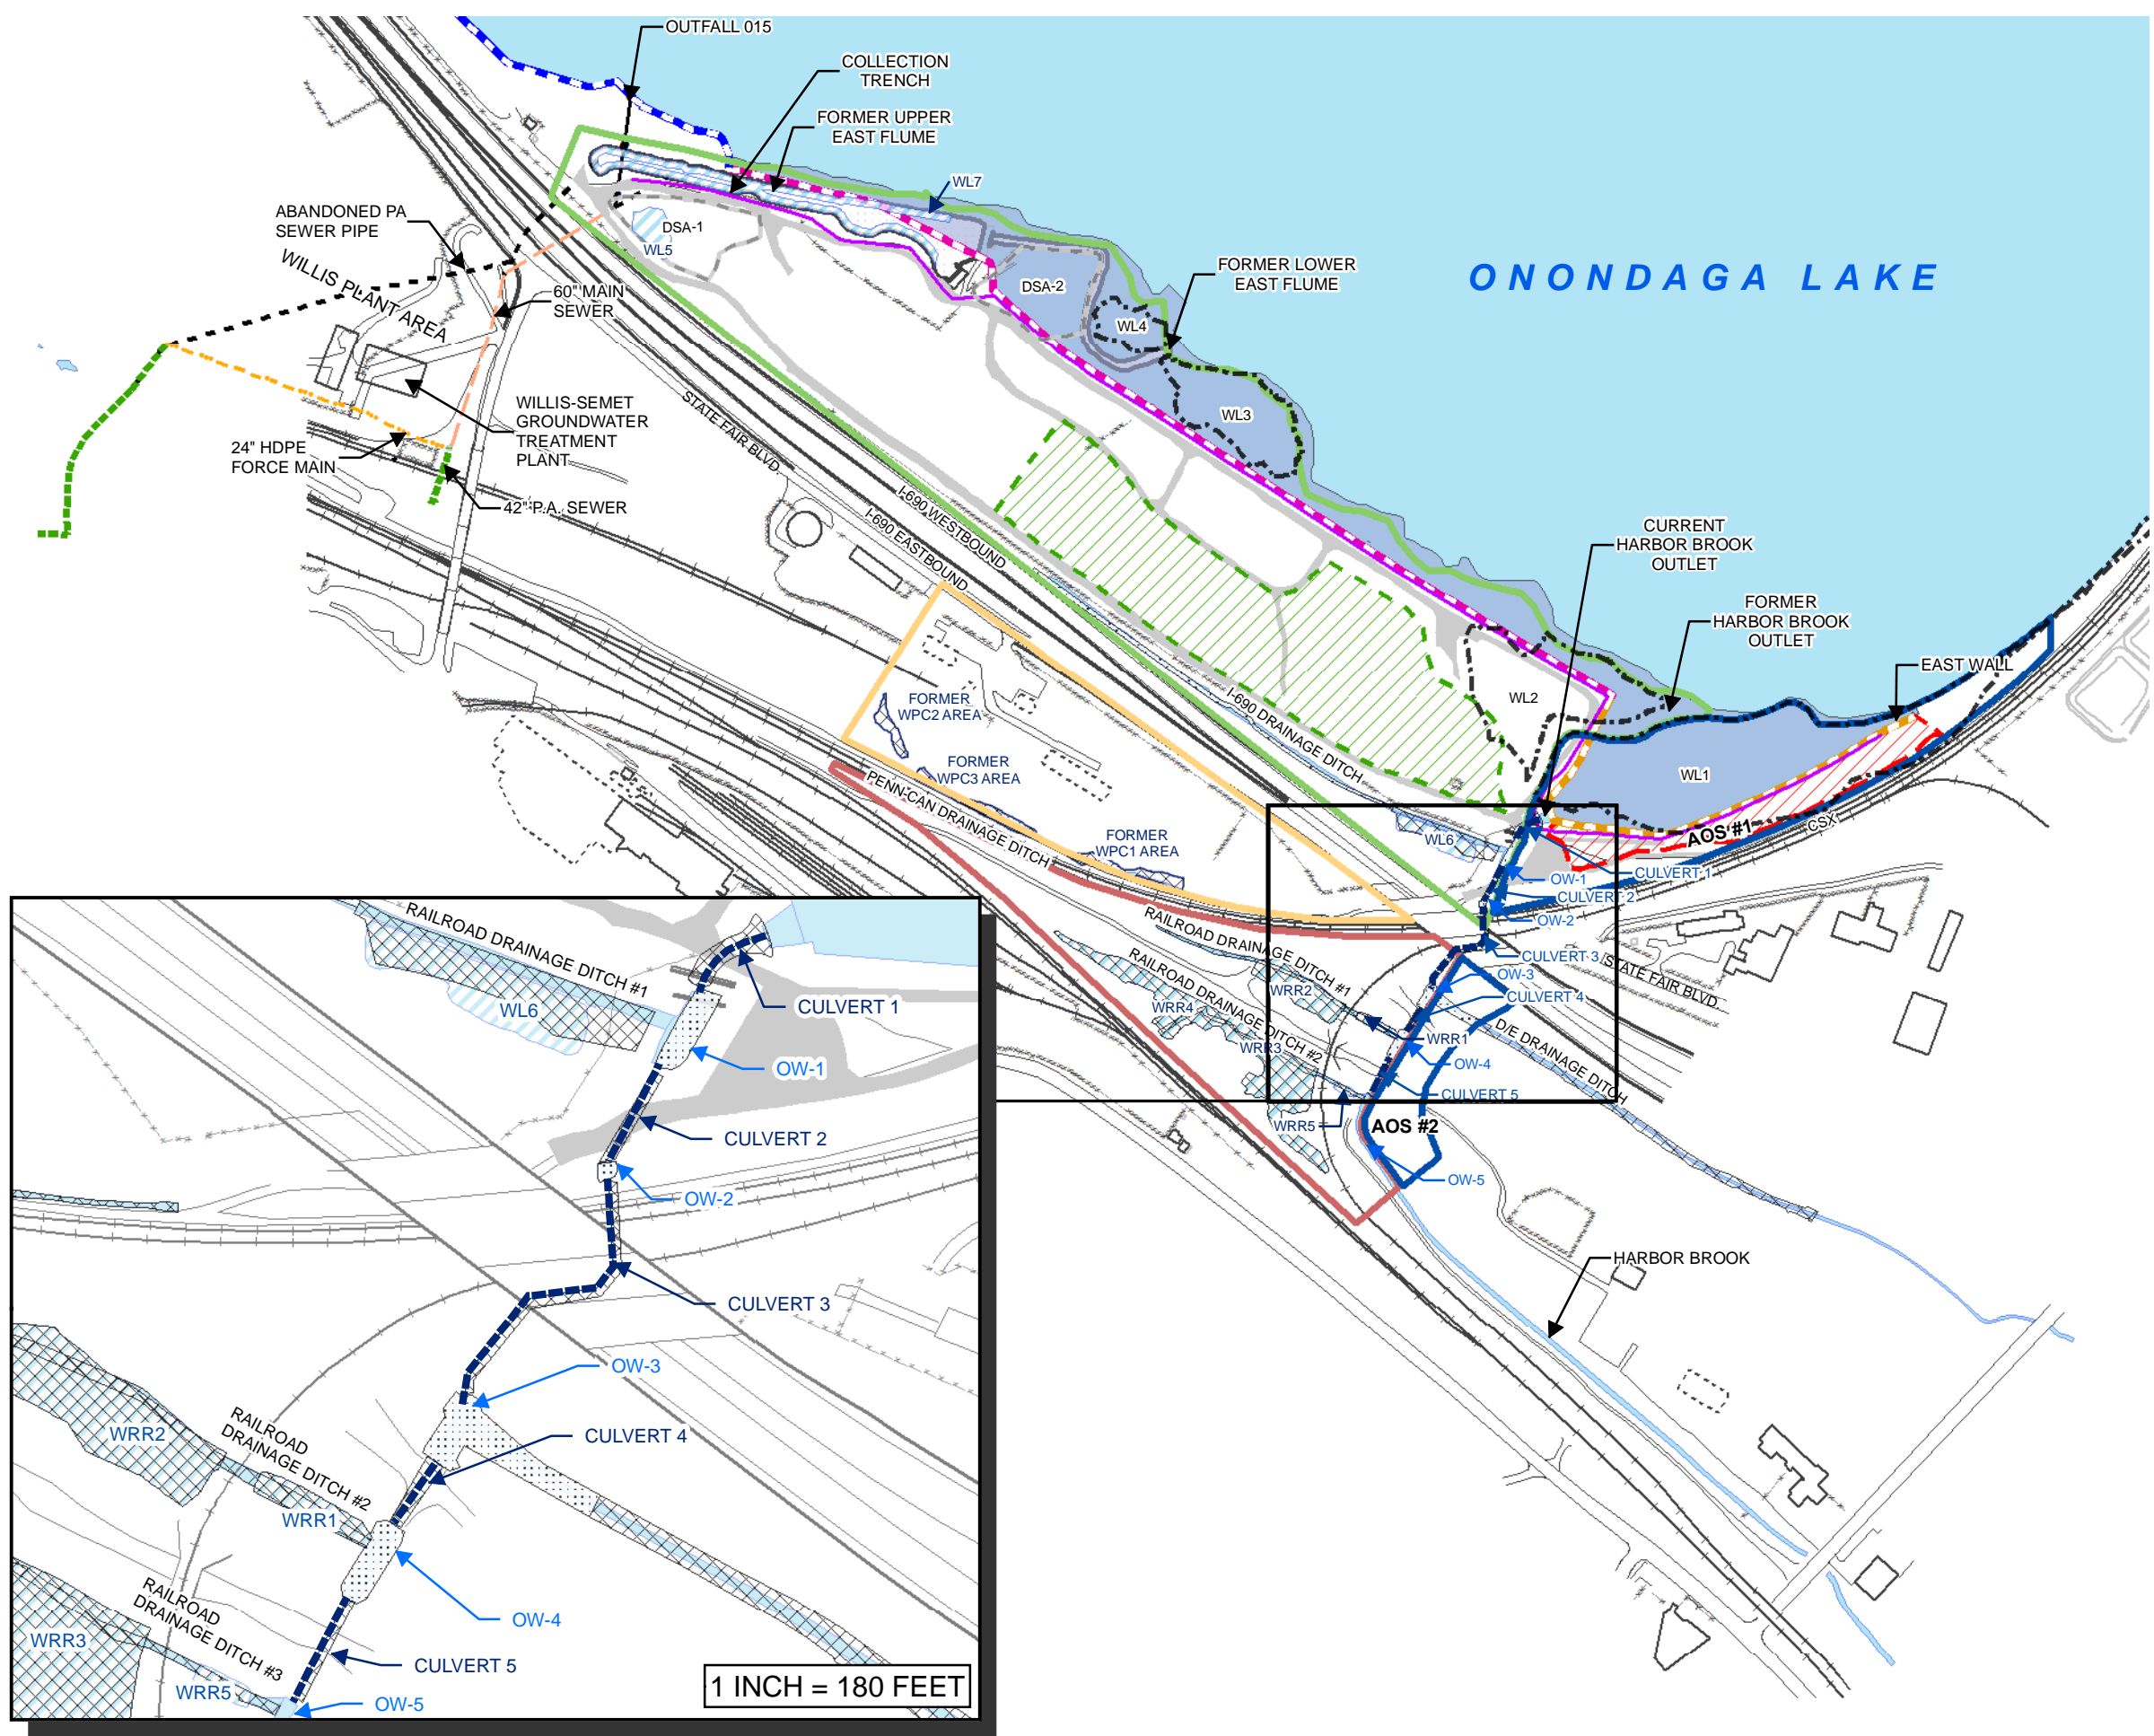 OUTFALL 015
COLLECTION
TRENCH
FORMER UPPER
EAST FLUME
WL7
ABANDONED PA
SEWER PIPE
WILLIS PLANT AREA
DSA-1
WL5
60" MAIN
SEWER
DSA-2
FORMER LOWER
EAST FLUME
WL4
WL3
ONONDAGA LAKE
WILLIS-SEMET
GROUNDWATER
TREATMENT
PLANT
24" HDPE
FORCE MAIN
42" P.A. SEWER
STATE FAIR BLVD.
I-690 WESTBOUND
I-690 EASTBOUND
CURRENT
HARBOR BROOK
OUTLET
FORMER
HARBOR BROOK
OUTLET
EAST WALL
I-690 DRAINAGE DITCH
WL2
WL1
FORMER
WPC2 AREA
FORMER
WPC3 AREA
FORMER
WPC1 AREA
PENN-CAN DRAINAGE DITCH
WL6
AOS #1
CSX
OW-1
CULVERT 1
CULVERT 2
OW-2
CULVERT 3
STATE FAIR BLVD.
OW-3
CULVERT 4
RAILROAD DRAINAGE DITCH #1
RAILROAD DRAINAGE DITCH #2
WRR2
WRR4
WRR3
WRR1
D/E DRAINAGE DITCH
OW-4
CULVERT 5
WRR5
AOS #2
OW-5
HARBOR BROOK
RAILROAD DRAINAGE DITCH #1
WL6
CULVERT 1
OW-1
CULVERT 2
OW-2
CULVERT 3
OW-3
CULVERT 4
RAILROAD
DRAINAGE DITCH #2
WRR2
WRR1
OW-4
RAILROAD
DRAINAGE DITCH #3
WRR3
CULVERT 5
WRR5
OW-5
1 INCH = 180 FEET